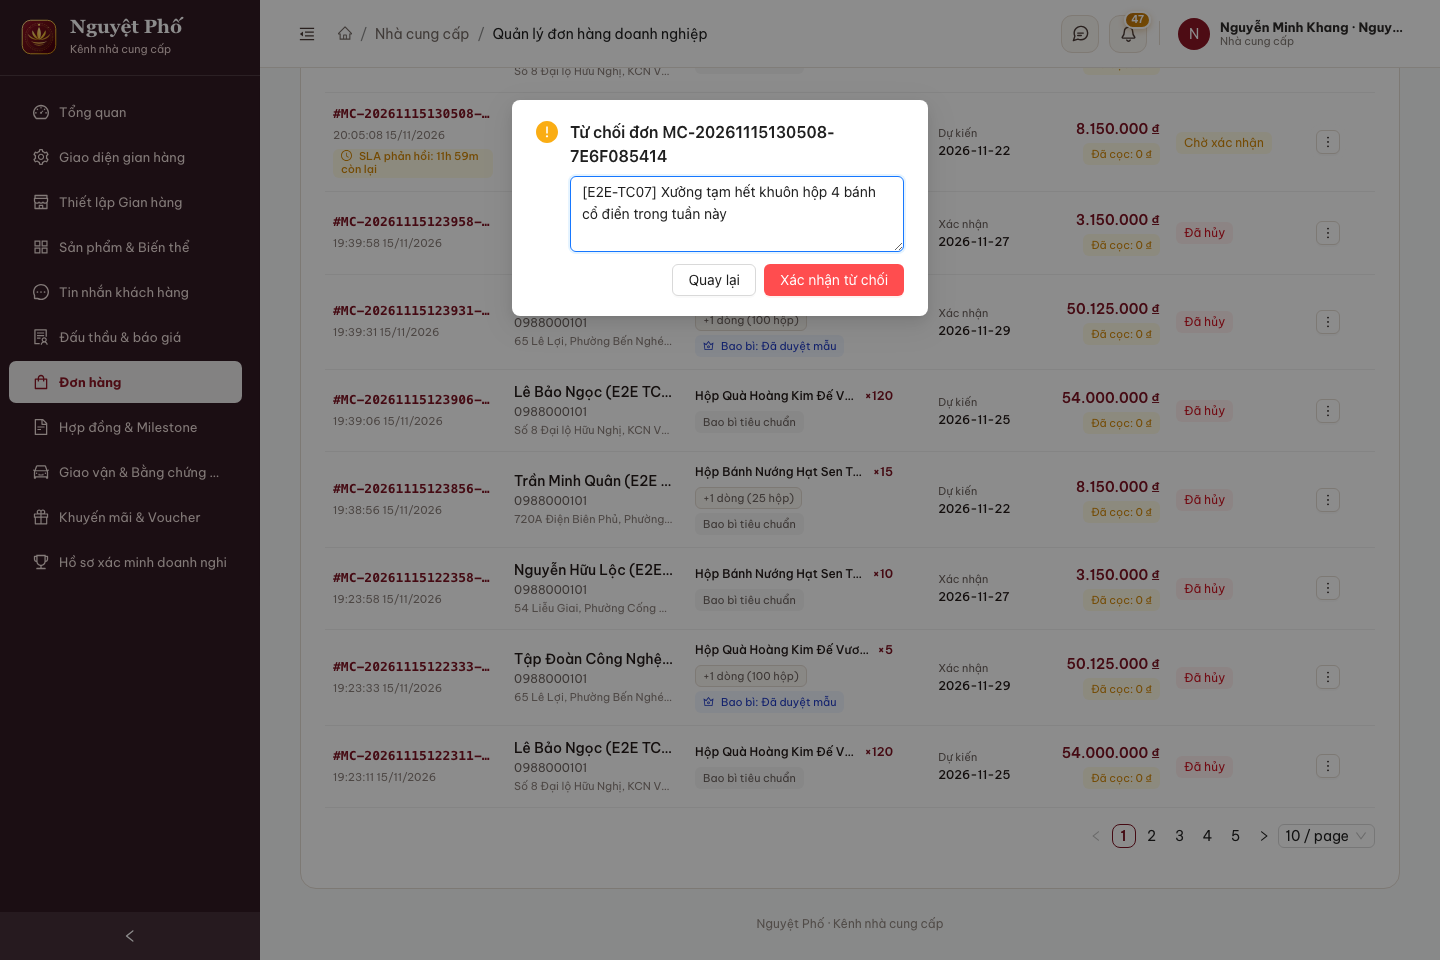 Nguyệt Phố
Kênh nhà cung cấp
Tổng quan
Giao diện gian hàng
Thiết lập Gian hàng
Sản phẩm & Biến thể
Tin nhắn khách hàng
Đấu thầu & báo giá
Đơn hàng
Hợp đồng & Milestone
Giao vận & Bằng chứng ...
Khuyến mãi & Voucher
Hồ sơ xác minh doanh nghi
/ Nhà cung cấp / Quản lý đơn hàng doanh nghiệp
47
N
Nguyễn Minh Khang · Nguy...
Nhà cung cấp
Số 8 Đại lộ Hữu Nghị, KCN V...
#MC-20261115130508-...
20:05:08 15/11/2026
SLA phản hồi: 11h 59m
còn lại
Dự kiến
2026-11-22
8.150.000 ₫
Đã cọc: 0 ₫
Chờ xác nhận
Từ chối đơn MC-20261115130508-
7E6F085414
[E2E-TC07] Xưởng tạm hết khuôn hộp 4 bánh
cổ điển trong tuần này
Quay lại
Xác nhận từ chối
#MC-20261115123958-...
19:39:58 15/11/2026
Xác nhận
2026-11-27
3.150.000 ₫
Đã cọc: 0 ₫
Đã hủy
#MC-20261115123931-...
19:39:31 15/11/2026
0988000101
65 Lê Lợi, Phường Bến Nghé...
+1 dòng (100 hộp)
Bao bì: Đã duyệt mẫu
Xác nhận
2026-11-29
50.125.000 ₫
Đã cọc: 0 ₫
Đã hủy
#MC-20261115123906-...
19:39:06 15/11/2026
Lê Bảo Ngọc (E2E TC...
0988000101
Số 8 Đại lộ Hữu Nghị, KCN V...
Hộp Quà Hoàng Kim Đế V... ×120
Bao bì tiêu chuẩn
Dự kiến
2026-11-25
54.000.000 ₫
Đã cọc: 0 ₫
Đã hủy
#MC-20261115123856-...
19:38:56 15/11/2026
Trần Minh Quân (E2E ...
0988000101
720A Điện Biên Phủ, Phường...
Hộp Bánh Nướng Hạt Sen T... ×15
+1 dòng (25 hộp)
Bao bì tiêu chuẩn
Dự kiến
2026-11-22
8.150.000 ₫
Đã cọc: 0 ₫
Đã hủy
#MC-20261115122358-...
19:23:58 15/11/2026
Nguyễn Hữu Lộc (E2E...
0988000101
54 Liễu Giai, Phường Cống ...
Hộp Bánh Nướng Hạt Sen T... ×10
Bao bì tiêu chuẩn
Xác nhận
2026-11-27
3.150.000 ₫
Đã cọc: 0 ₫
Đã hủy
#MC-20261115122333-...
19:23:33 15/11/2026
Tập Đoàn Công Nghệ...
0988000101
65 Lê Lợi, Phường Bến Nghé...
Hộp Quà Hoàng Kim Đế Vươ... ×5
+1 dòng (100 hộp)
Bao bì: Đã duyệt mẫu
Xác nhận
2026-11-29
50.125.000 ₫
Đã cọc: 0 ₫
Đã hủy
#MC-20261115122311-...
19:23:11 15/11/2026
Lê Bảo Ngọc (E2E TC...
0988000101
Số 8 Đại lộ Hữu Nghị, KCN V...
Hộp Quà Hoàng Kim Đế V... ×120
Bao bì tiêu chuẩn
Dự kiến
2026-11-25
54.000.000 ₫
Đã cọc: 0 ₫
Đã hủy
1 2 3 4 5
10 / page
Nguyệt Phố · Kênh nhà cung cấp